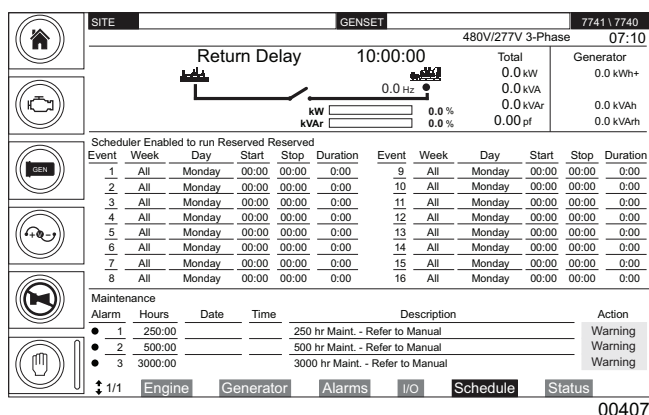 SITE GENSET 7741 \ 7740
480V/277V 3-Phase 07:10
Return Delay 10:00:00 Total Generator
0.0 kW 0.0 kWh+
0.0 Hz 0.0 kVA
kW 0.0 % 0.0 kVAr 0.0 kVAh
kVAr 0.0 % 0.00 pf 0.0 kVArh
Scheduler Enabled to run Reserved Reserved
Event Week Day Start Stop Duration Event Week Day Start Stop Duration
1 All Monday 00:00 00:00 0:00 9 All Monday 00:00 00:00 0:00
GEN
2 All Monday 00:00 00:00 0:00 10 All Monday 00:00 00:00 0:00
3 All Monday 00:00 00:00 0:00 11 All Monday 00:00 00:00 0:00
4 All Monday 00:00 00:00 0:00 12 All Monday 00:00 00:00 0:00
5 All Monday 00:00 00:00 0:00 13 All Monday 00:00 00:00 0:00
6 All Monday 00:00 00:00 0:00 14 All Monday 00:00 00:00 0:00
7 All Monday 00:00 00:00 0:00 15 All Monday 00:00 00:00 0:00
8 All Monday 00:00 00:00 0:00 16 All Monday 00:00 00:00 0:00
Maintenance
Alarm Hours Date Time Description Action
● 1 250:00 250 hr Maint. - Refer to Manual Warning
● 2 500:00 500 hr Maint. - Refer to Manual Warning
● 3 3000:00 3000 hr Maint. - Refer to Manual Warning
1/1 Engine Generator Alarms I/O Schedule Status
00407